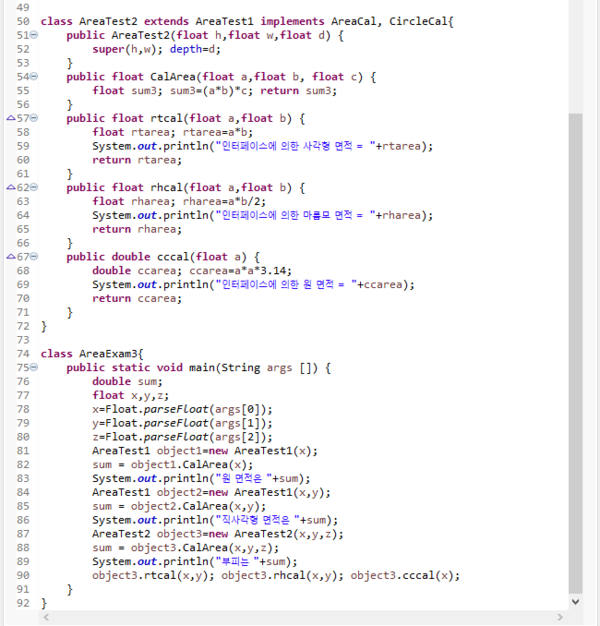 49
50 class AreaTest2 extends AreaTest1 implements AreaCal, CircleCal{
51 public AreaTest2(float h,float w,float d) {
52 super(h,w); depth=d;
53 }
54 public float CalArea(float a,float b, float c) {
55 float sum3; sum3=(a*b)*c; return sum3;
56 }
57 public float rtcal(float a,float b) {
58 float rtarea; rtarea=a*b;
59 System.out.println("인터페이스에 의한 사각형 면적 = "+rtarea);
60 return rtarea;
61 }
62 public float rhcal(float a,float b) {
63 float rharea; rharea=a*b/2;
64 System.out.println("인터페이스에 의한 마름모 면적 = "+rharea);
65 return rharea;
66 }
67 public double cccal(float a) {
68 double ccarea; ccarea=a*a*3.14;
69 System.out.println("인터페이스에 의한 원 면적 = "+ccarea);
70 return ccarea;
71 }
72 }
73
74 class AreaExam3{
75 public static void main(String args []) {
76 double sum;
77 float x,y,z;
78 x=Float.parseFloat(args[0]);
79 y=Float.parseFloat(args[1]);
80 z=Float.parseFloat(args[2]);
81 AreaTest1 object1=new AreaTest1(x);
82 sum = object1.CalArea(x);
83 System.out.println("원 면적은 "+sum);
84 AreaTest1 object2=new AreaTest1(x,y);
85 sum = object2.CalArea(x,y);
86 System.out.println("직사각형 면적은 "+sum);
87 AreaTest2 object3=new AreaTest2(x,y,z);
88 sum = object3.CalArea(x,y,z);
89 System.out.println("부피는 "+sum);
90 object3.rtcal(x,y); object3.rhcal(x,y); object3.cccal(x);
91 }
92 }